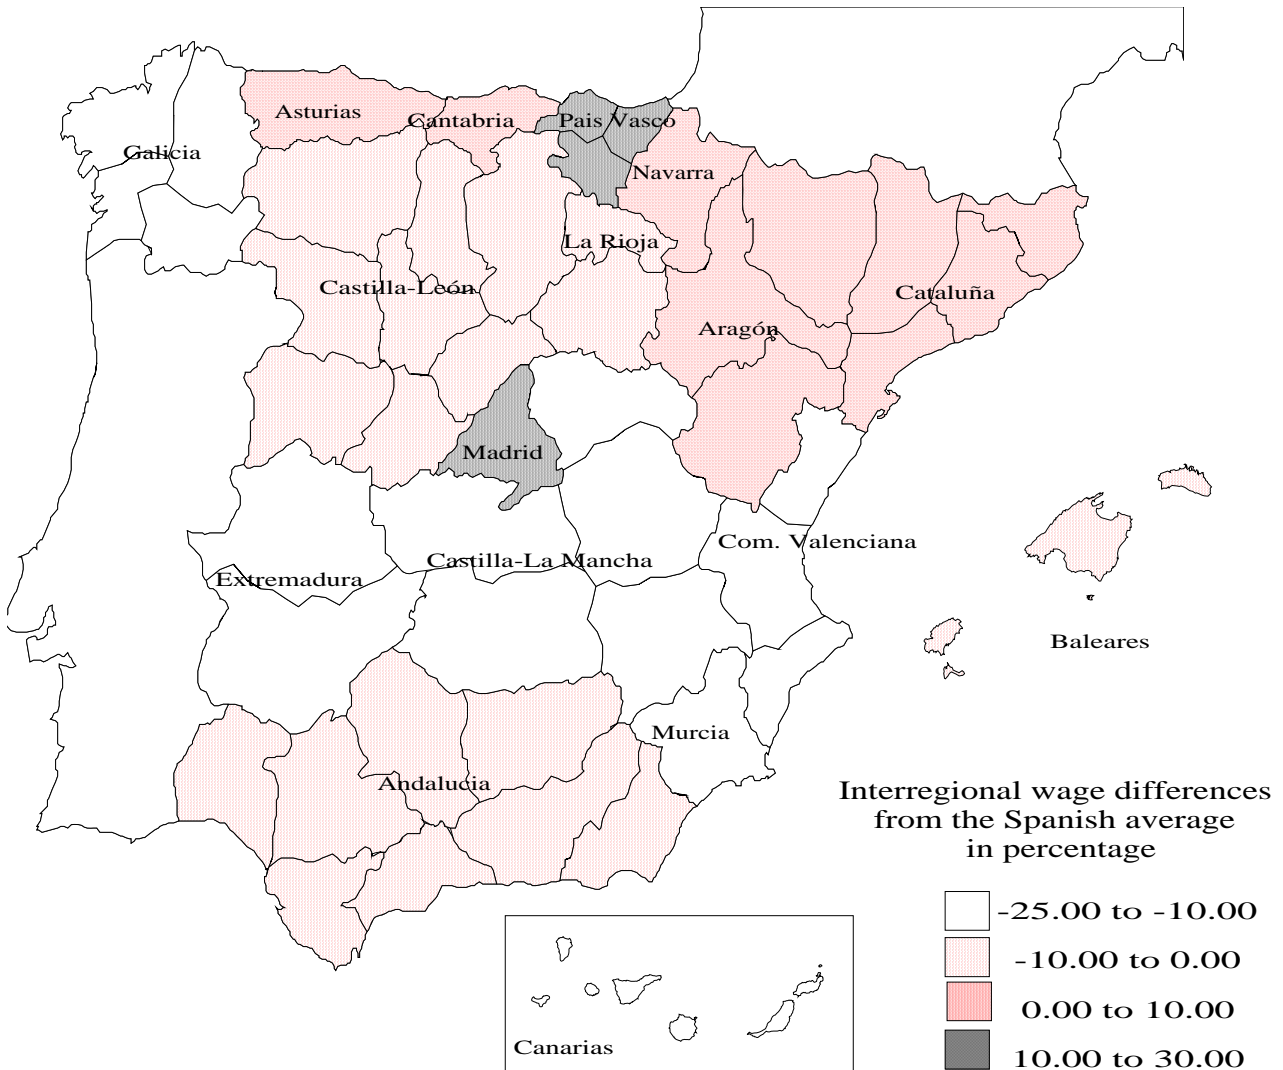 Asturias
Cantabria
Pais Vasco
Galicia
Navarra
La Rioja
Castilla-León
Cataluña
Aragón
Madrid
Com. Valenciana
Castilla-La Mancha
Extremadura
Baleares
Murcia
Andalucia
Interregional wage differences
from the Spanish average
in percentage
-25.00 to -10.00
-10.00 to 0.00
0.00 to 10.00
10.00 to 30.00
Canarias